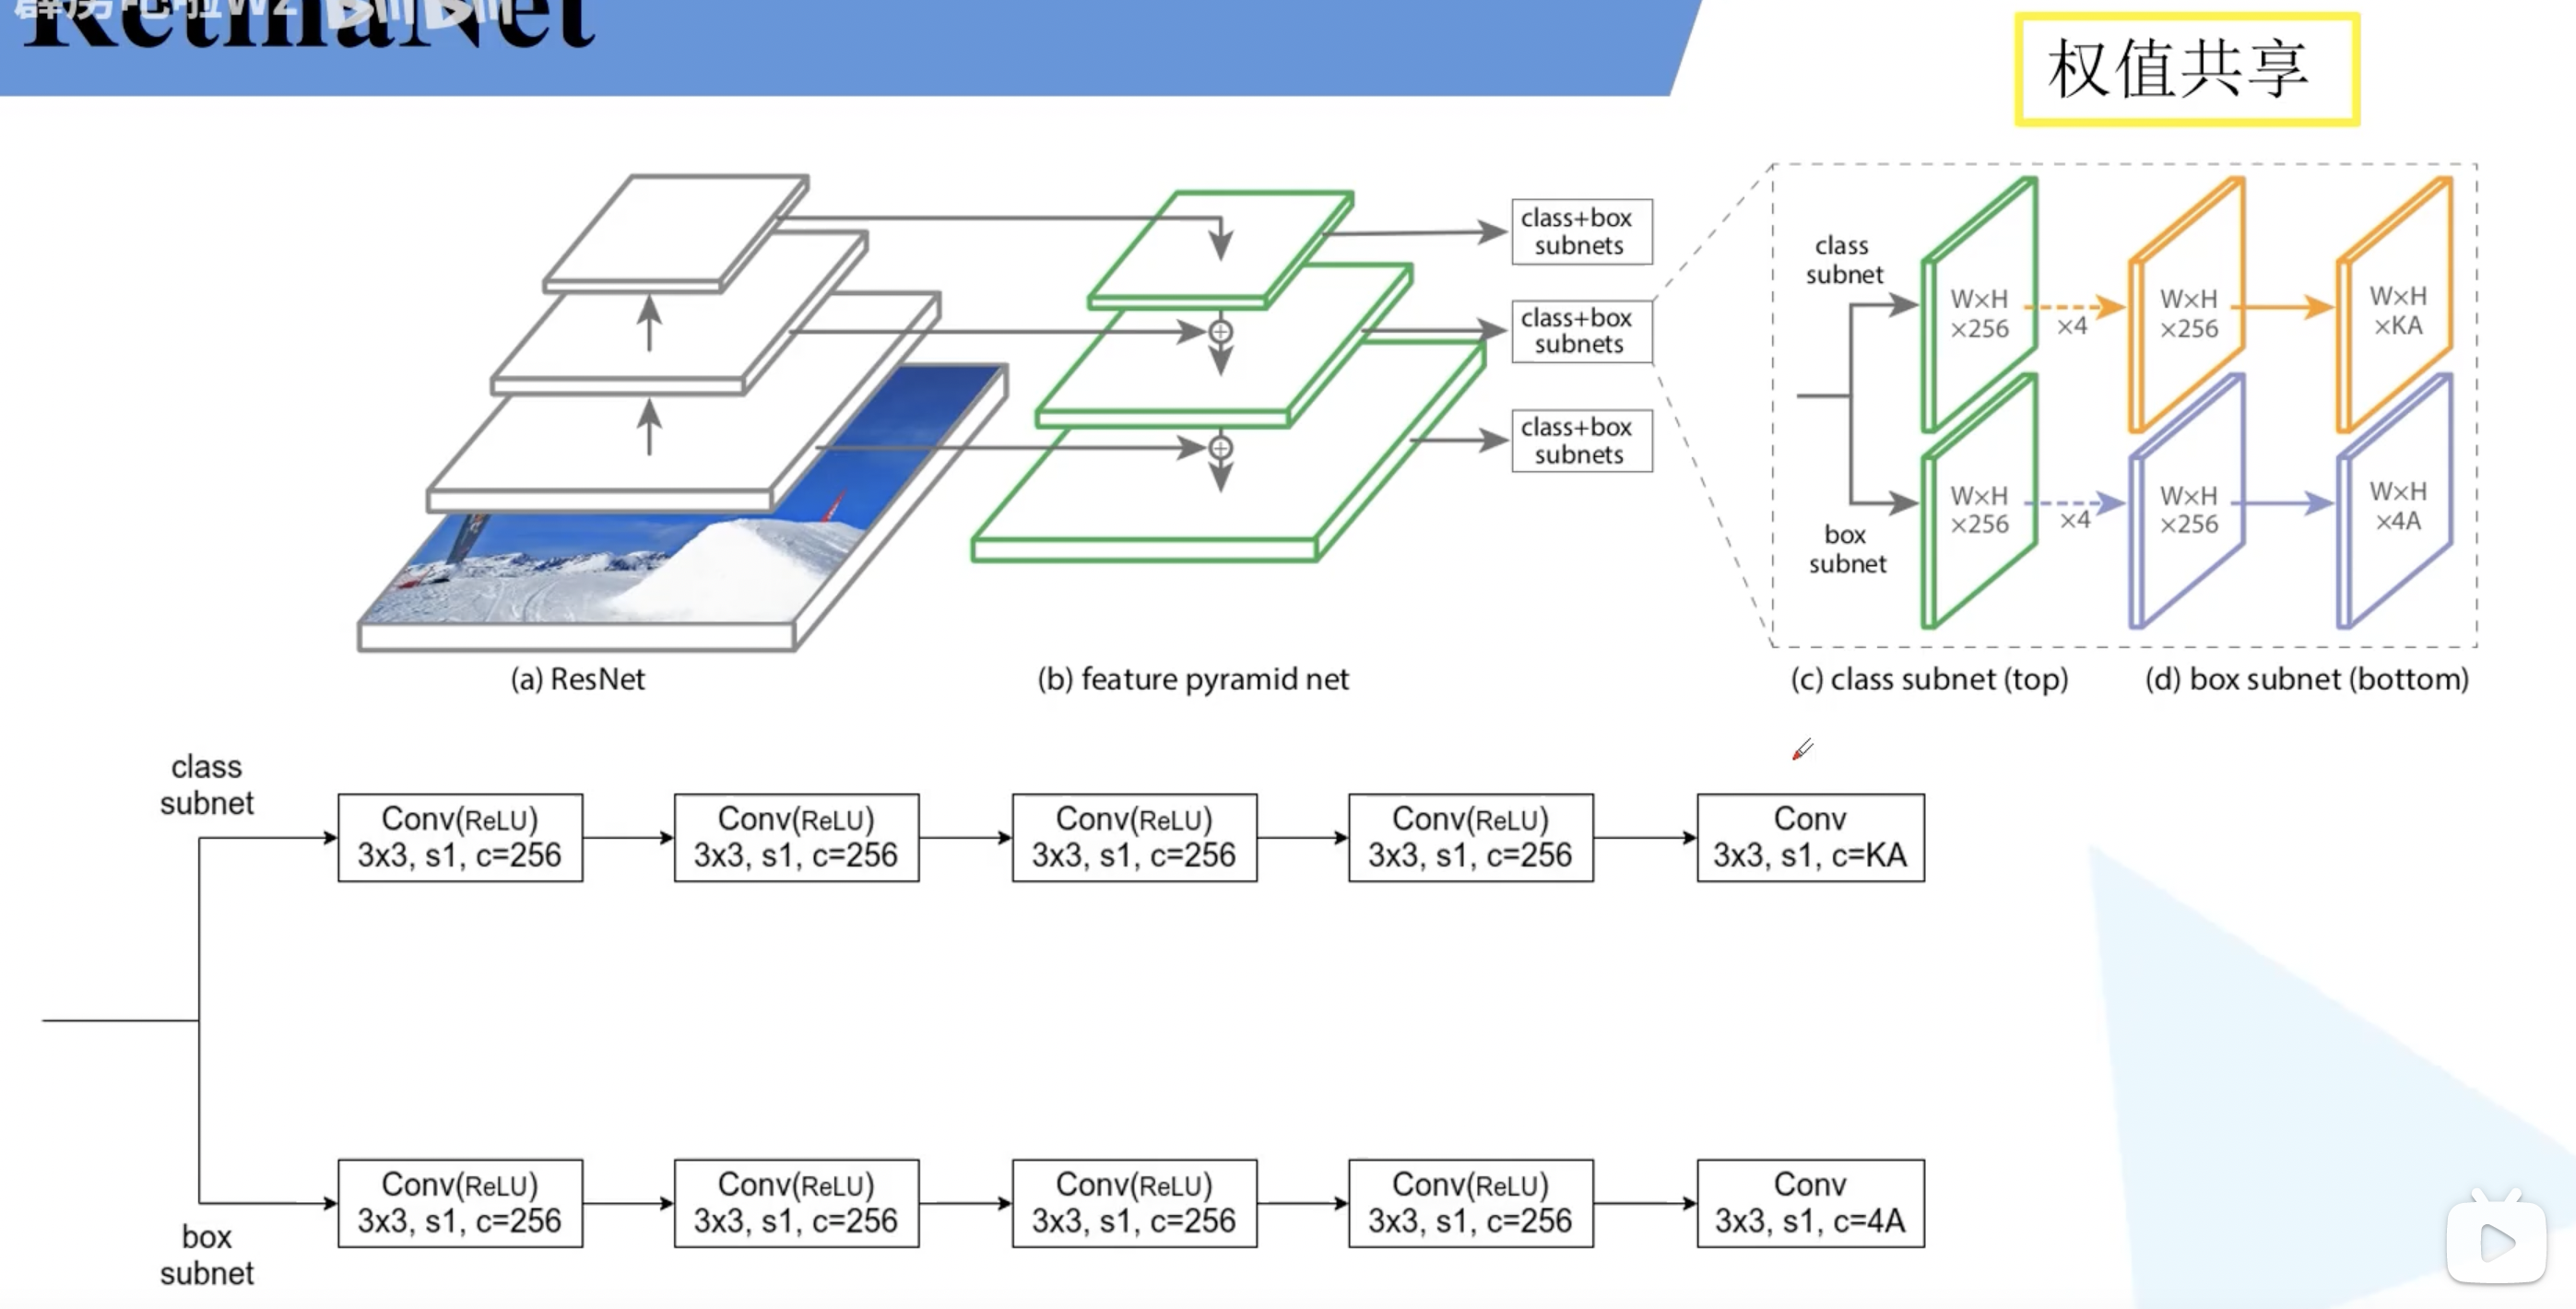 RetinaNet
权值共享
class+box
subnets
class+box
subnets
class+box
subnets
class
subnet
W×H
×256
×4
W×H
×256
W×H
×KA
box
subnet
W×H
×256
×4
W×H
×256
W×H
×4A
(a) ResNet
(b) feature pyramid net
(c) class subnet (top)
(d) box subnet (bottom)
class
subnet
Conv(ReLU)
3x3, s1, c=256
Conv(ReLU)
3x3, s1, c=256
Conv(ReLU)
3x3, s1, c=256
Conv(ReLU)
3x3, s1, c=256
Conv
3x3, s1, c=KA
Conv(ReLU)
3x3, s1, c=256
Conv(ReLU)
3x3, s1, c=256
Conv(ReLU)
3x3, s1, c=256
Conv(ReLU)
3x3, s1, c=256
Conv
3x3, s1, c=4A
box
subnet